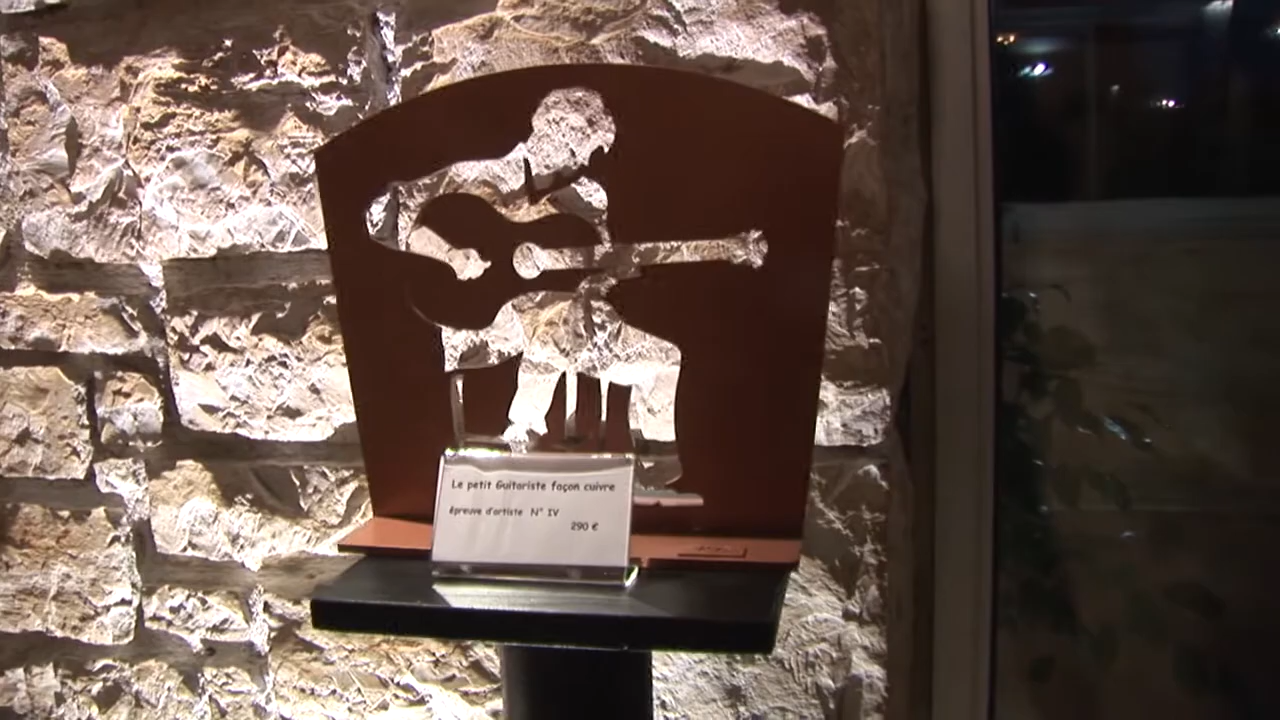 Le petit Guitariste façon cuivre
épreuve d'artiste N° IV
290 €